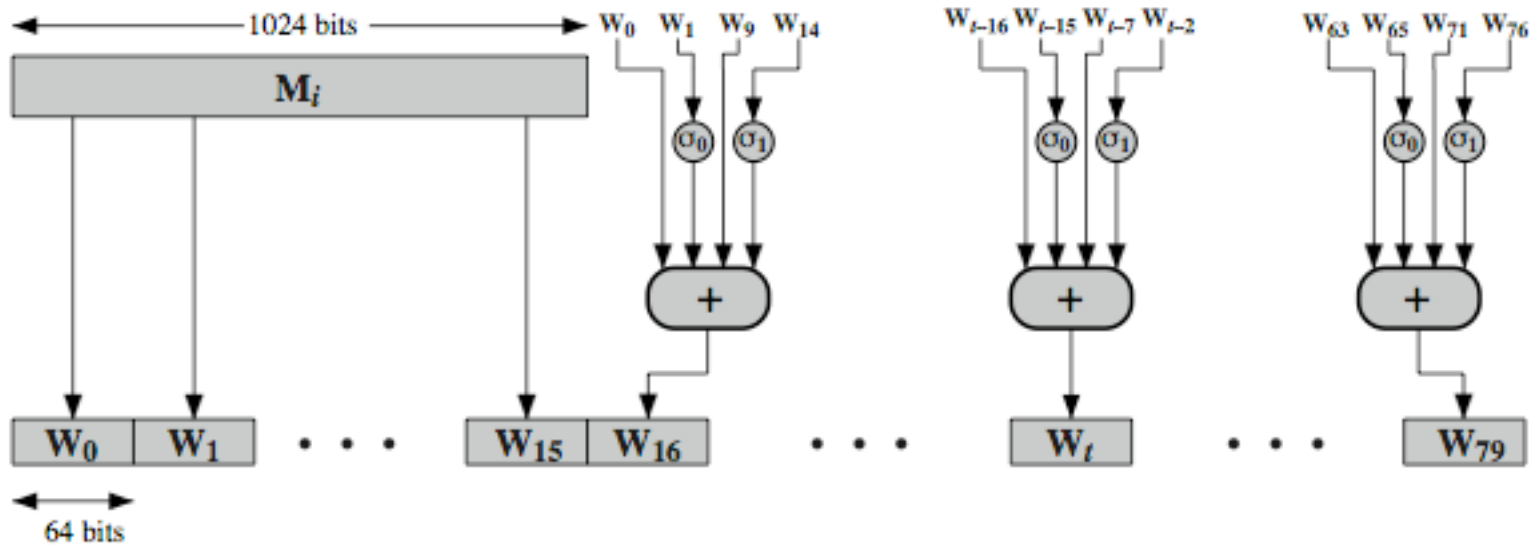 1024 bits W₀ W₁ W₉ W₁₄ Wₜ₋₁₆ Wₜ₋₁₅ Wₜ₋₇ Wₜ₋₂ W₆₃ W₆₅ W₇₁ W₇₆
Mᵢ
σ₀ σ₁ σ₀ σ₁ σ₀ σ₁
+ + +
W₀ W₁ • • • W₁₅ W₁₆ • • • Wₜ • • • W₇₉
64 bits